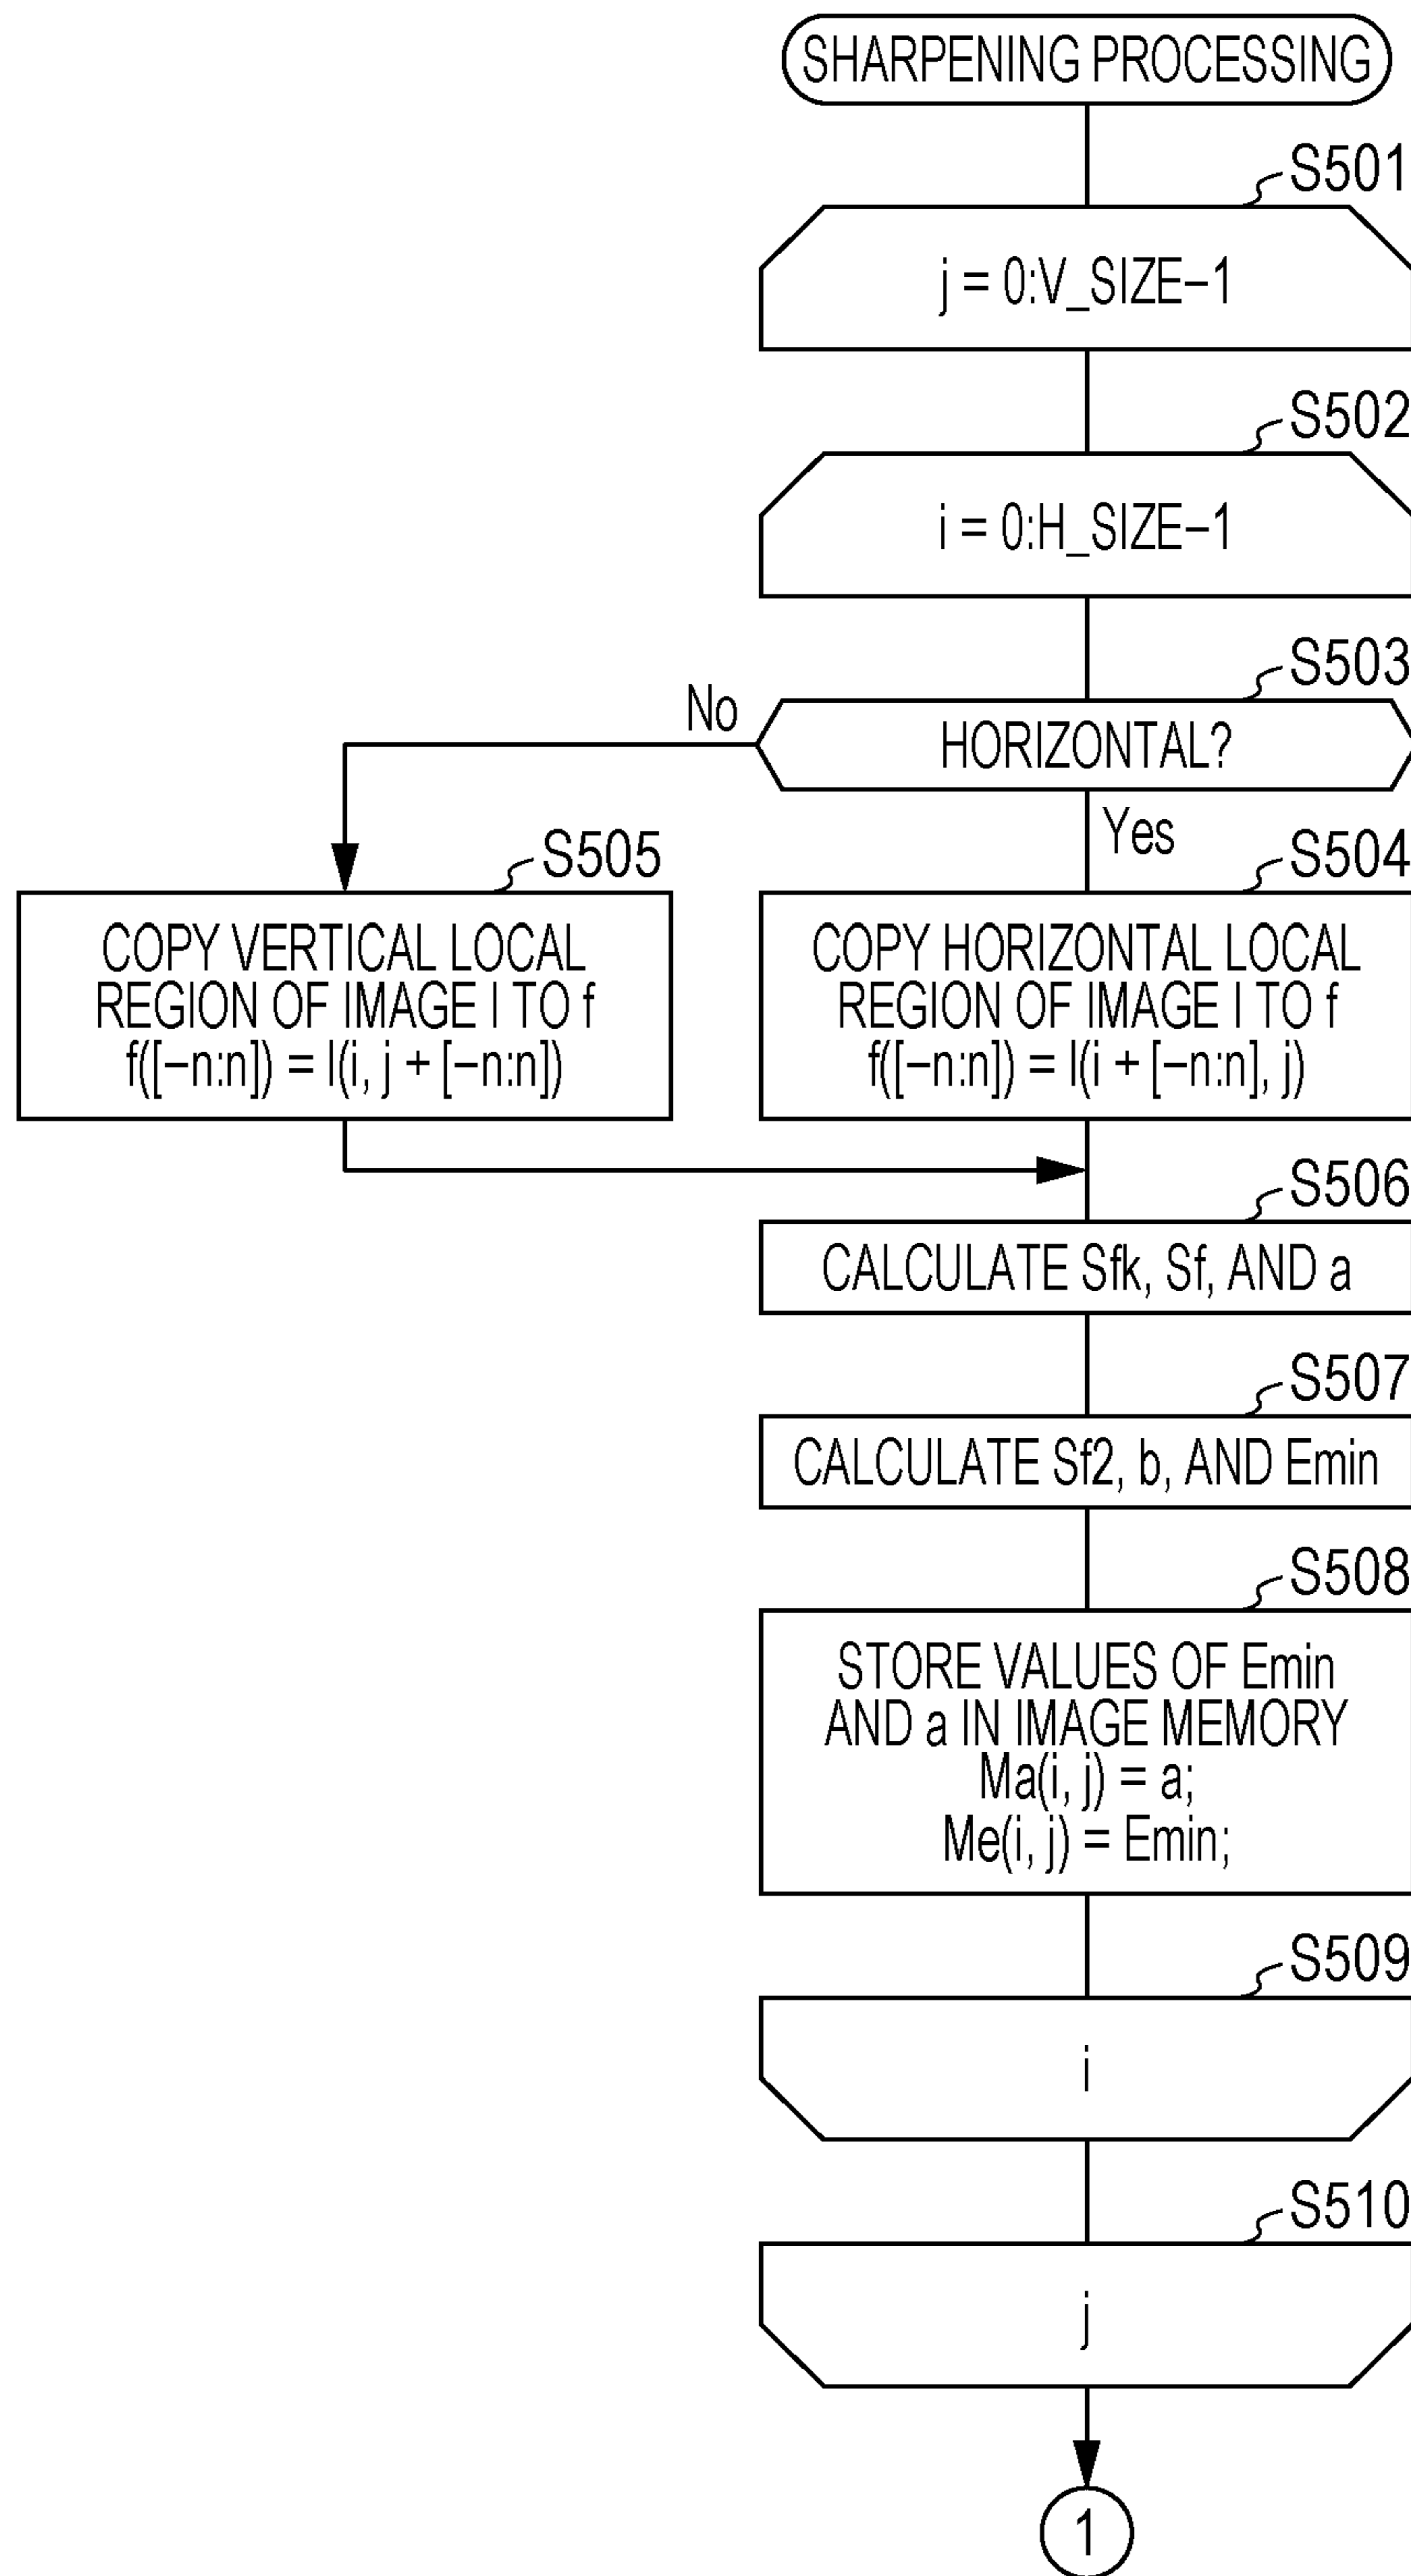 SHARPENING PROCESSING
S501
j = 0:V_SIZE–1
S502
i = 0:H_SIZE–1
S503
No
HORIZONTAL?
Yes
S505
COPY VERTICAL LOCAL
REGION OF IMAGE I TO f
f([–n:n]) = I(i, j + [–n:n])
S504
COPY HORIZONTAL LOCAL
REGION OF IMAGE I TO f
f([–n:n]) = I(i + [–n:n], j)
S506
CALCULATE Sfk, Sf, AND a
S507
CALCULATE Sf2, b, AND Emin
S508
STORE VALUES OF Emin
AND a IN IMAGE MEMORY
Ma(i, j) = a;
Me(i, j) = Emin;
S509
i
S510
j
1